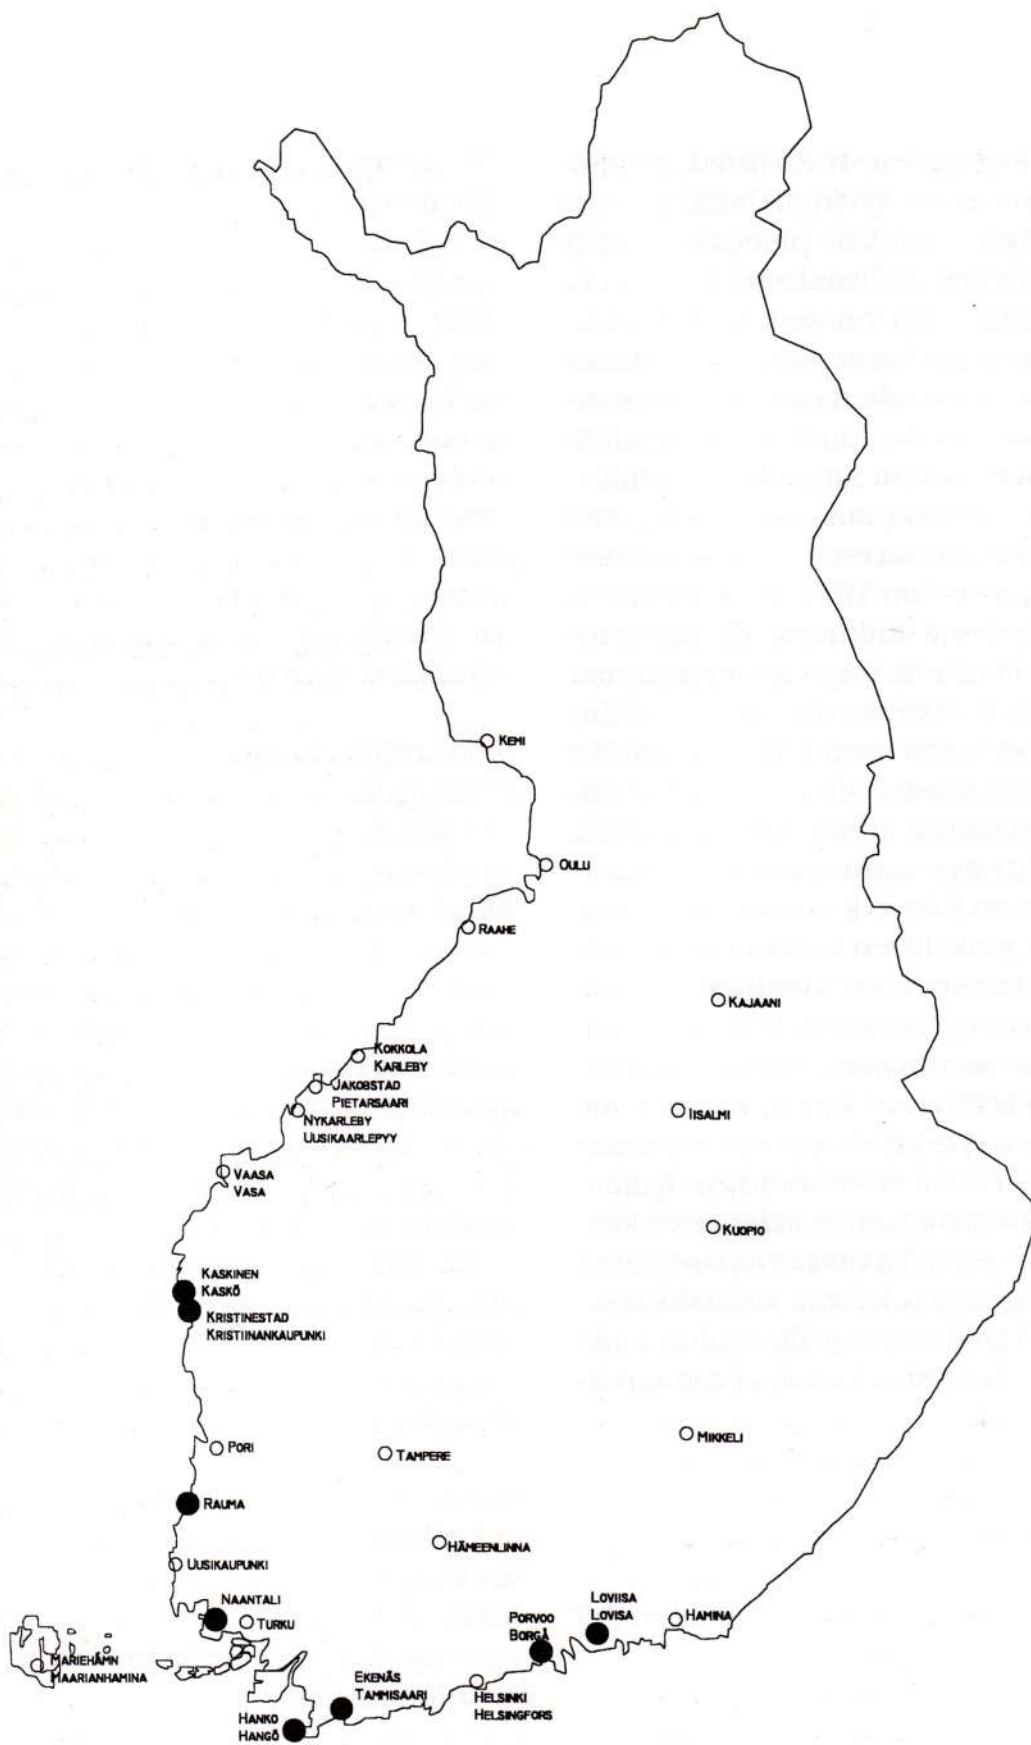 KEMI
OULU
RAAHE
KAJAANI
KOKKOLA
KARLEBY
JAKOBSTAD
PIETARSAARI
NYKARLEBY
UUSIKAARLEPYY
IISALMI
VAASA
VASA
KUOPIO
KASKINEN
KASKÖ
KRISTINESTAD
KRISTIINANKAUPUNKI
MIKKELI
PORI
TAMPERE
RAUMA
HÄMEENLINNA
UUSIKAUPUNKI
NAANTALI
TURKU
LOVIISA
LOVISA
HAMINA
PORVOO
BORGÅ
MARIEHÄMN
MAARIANHAMINA
EKENÄS
TAMMISAARI
HELSINKI
HELSINGFORS
HANKO
HANGÖ